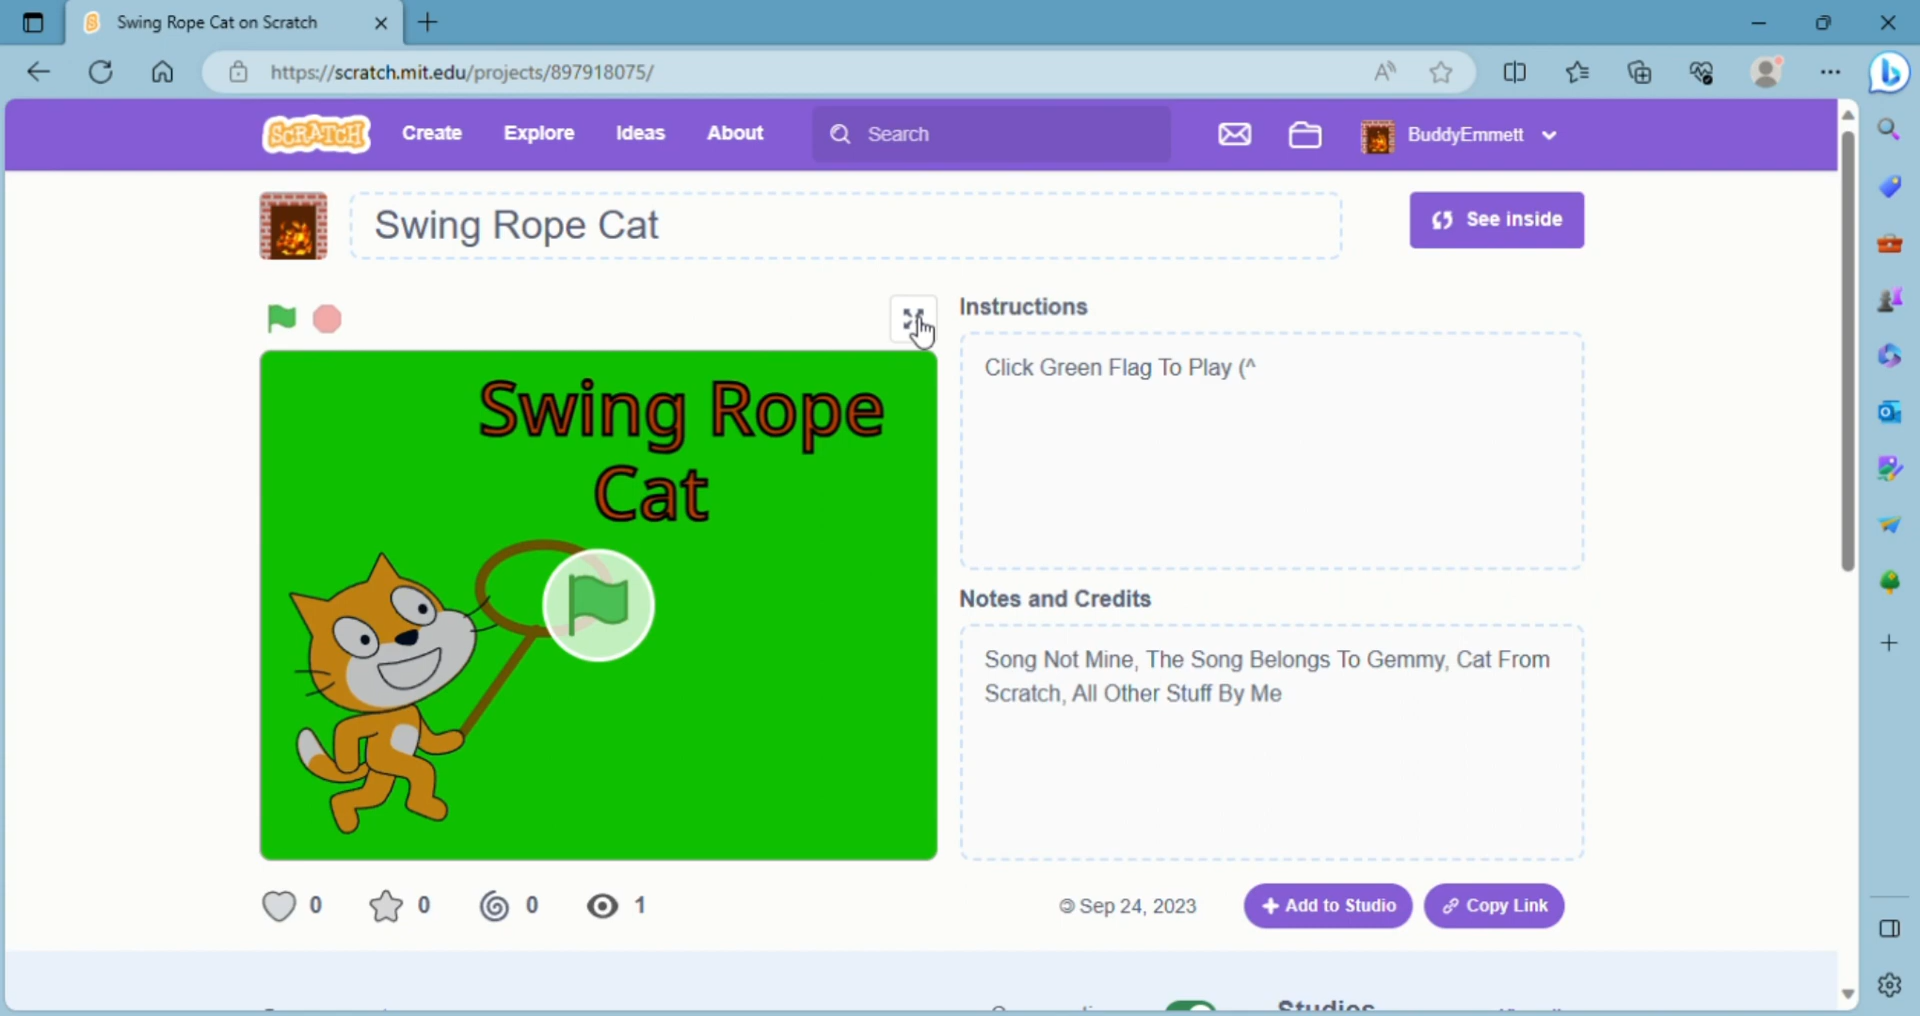 Swing Rope Cat on Scratch
https://scratch.mit.edu/projects/897918075/
SCRATCH Create Explore Ideas About Search BuddyEmmett
Swing Rope Cat
See inside
Instructions
Click Green Flag To Play (^
Swing Rope
Cat
Notes and Credits
Song Not Mine, The Song Belongs To Gemmy, Cat From
Scratch, All Other Stuff By Me
0 0 0 1
© Sep 24, 2023
Add to Studio
Copy Link
Studios